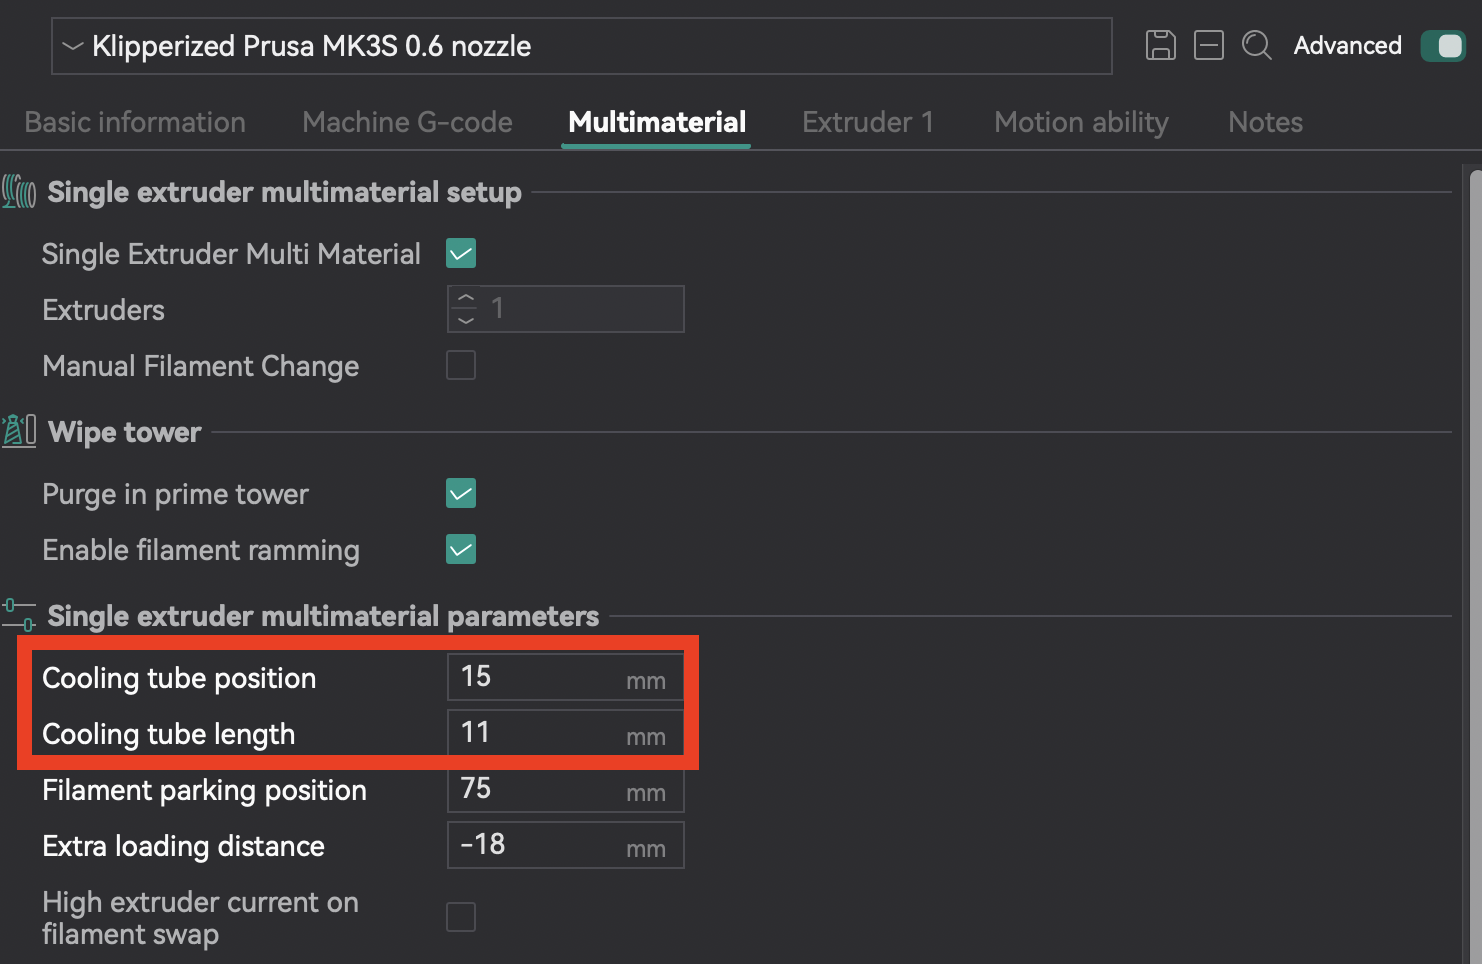 Klipperized Prusa MK3S 0.6 nozzle
Advanced
Basic information Machine G-code Multimaterial Extruder 1 Motion ability Notes
Single extruder multimaterial setup
Single Extruder Multi Material
Extruders 1
Manual Filament Change
Wipe tower
Purge in prime tower
Enable filament ramming
Single extruder multimaterial parameters
Cooling tube position 15 mm
Cooling tube length 11 mm
Filament parking position 75 mm
Extra loading distance -18 mm
High extruder current on
filament swap